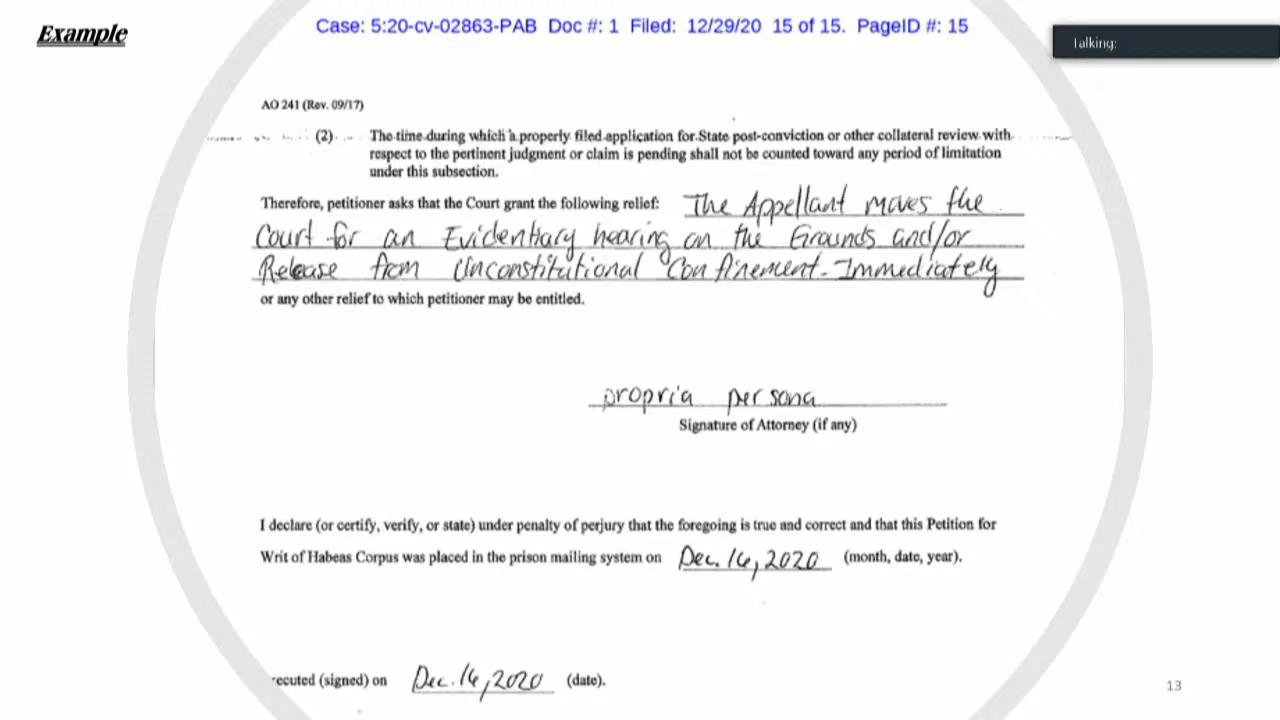 Example
Case: 5:20-cv-02863-PAB Doc #: 1 Filed: 12/29/20 15 of 15. PageID #: 15
Talking:
AO 241 (Rev. 09/17)
(2) The time during which a properly filed application for State post-conviction or other collateral review with
respect to the pertinent judgment or claim is pending shall not be counted toward any period of limitation
under this subsection.
Therefore, petitioner asks that the Court grant the following relief: The Appellant moves the
Court for an Evidentiary hearing on the Grounds and/or
Release from Unconstitutional Confinement-Immediately
or any other relief to which petitioner may be entitled.
propria persona
Signature of Attorney (if any)
I declare (or certify, verify, or state) under penalty of perjury that the foregoing is true and correct and that this Petition for
Writ of Habeas Corpus was placed in the prison mailing system on Dec. 16, 2020 (month, date, year).
ecuted (signed) on Dec. 16, 2020 (date).
13